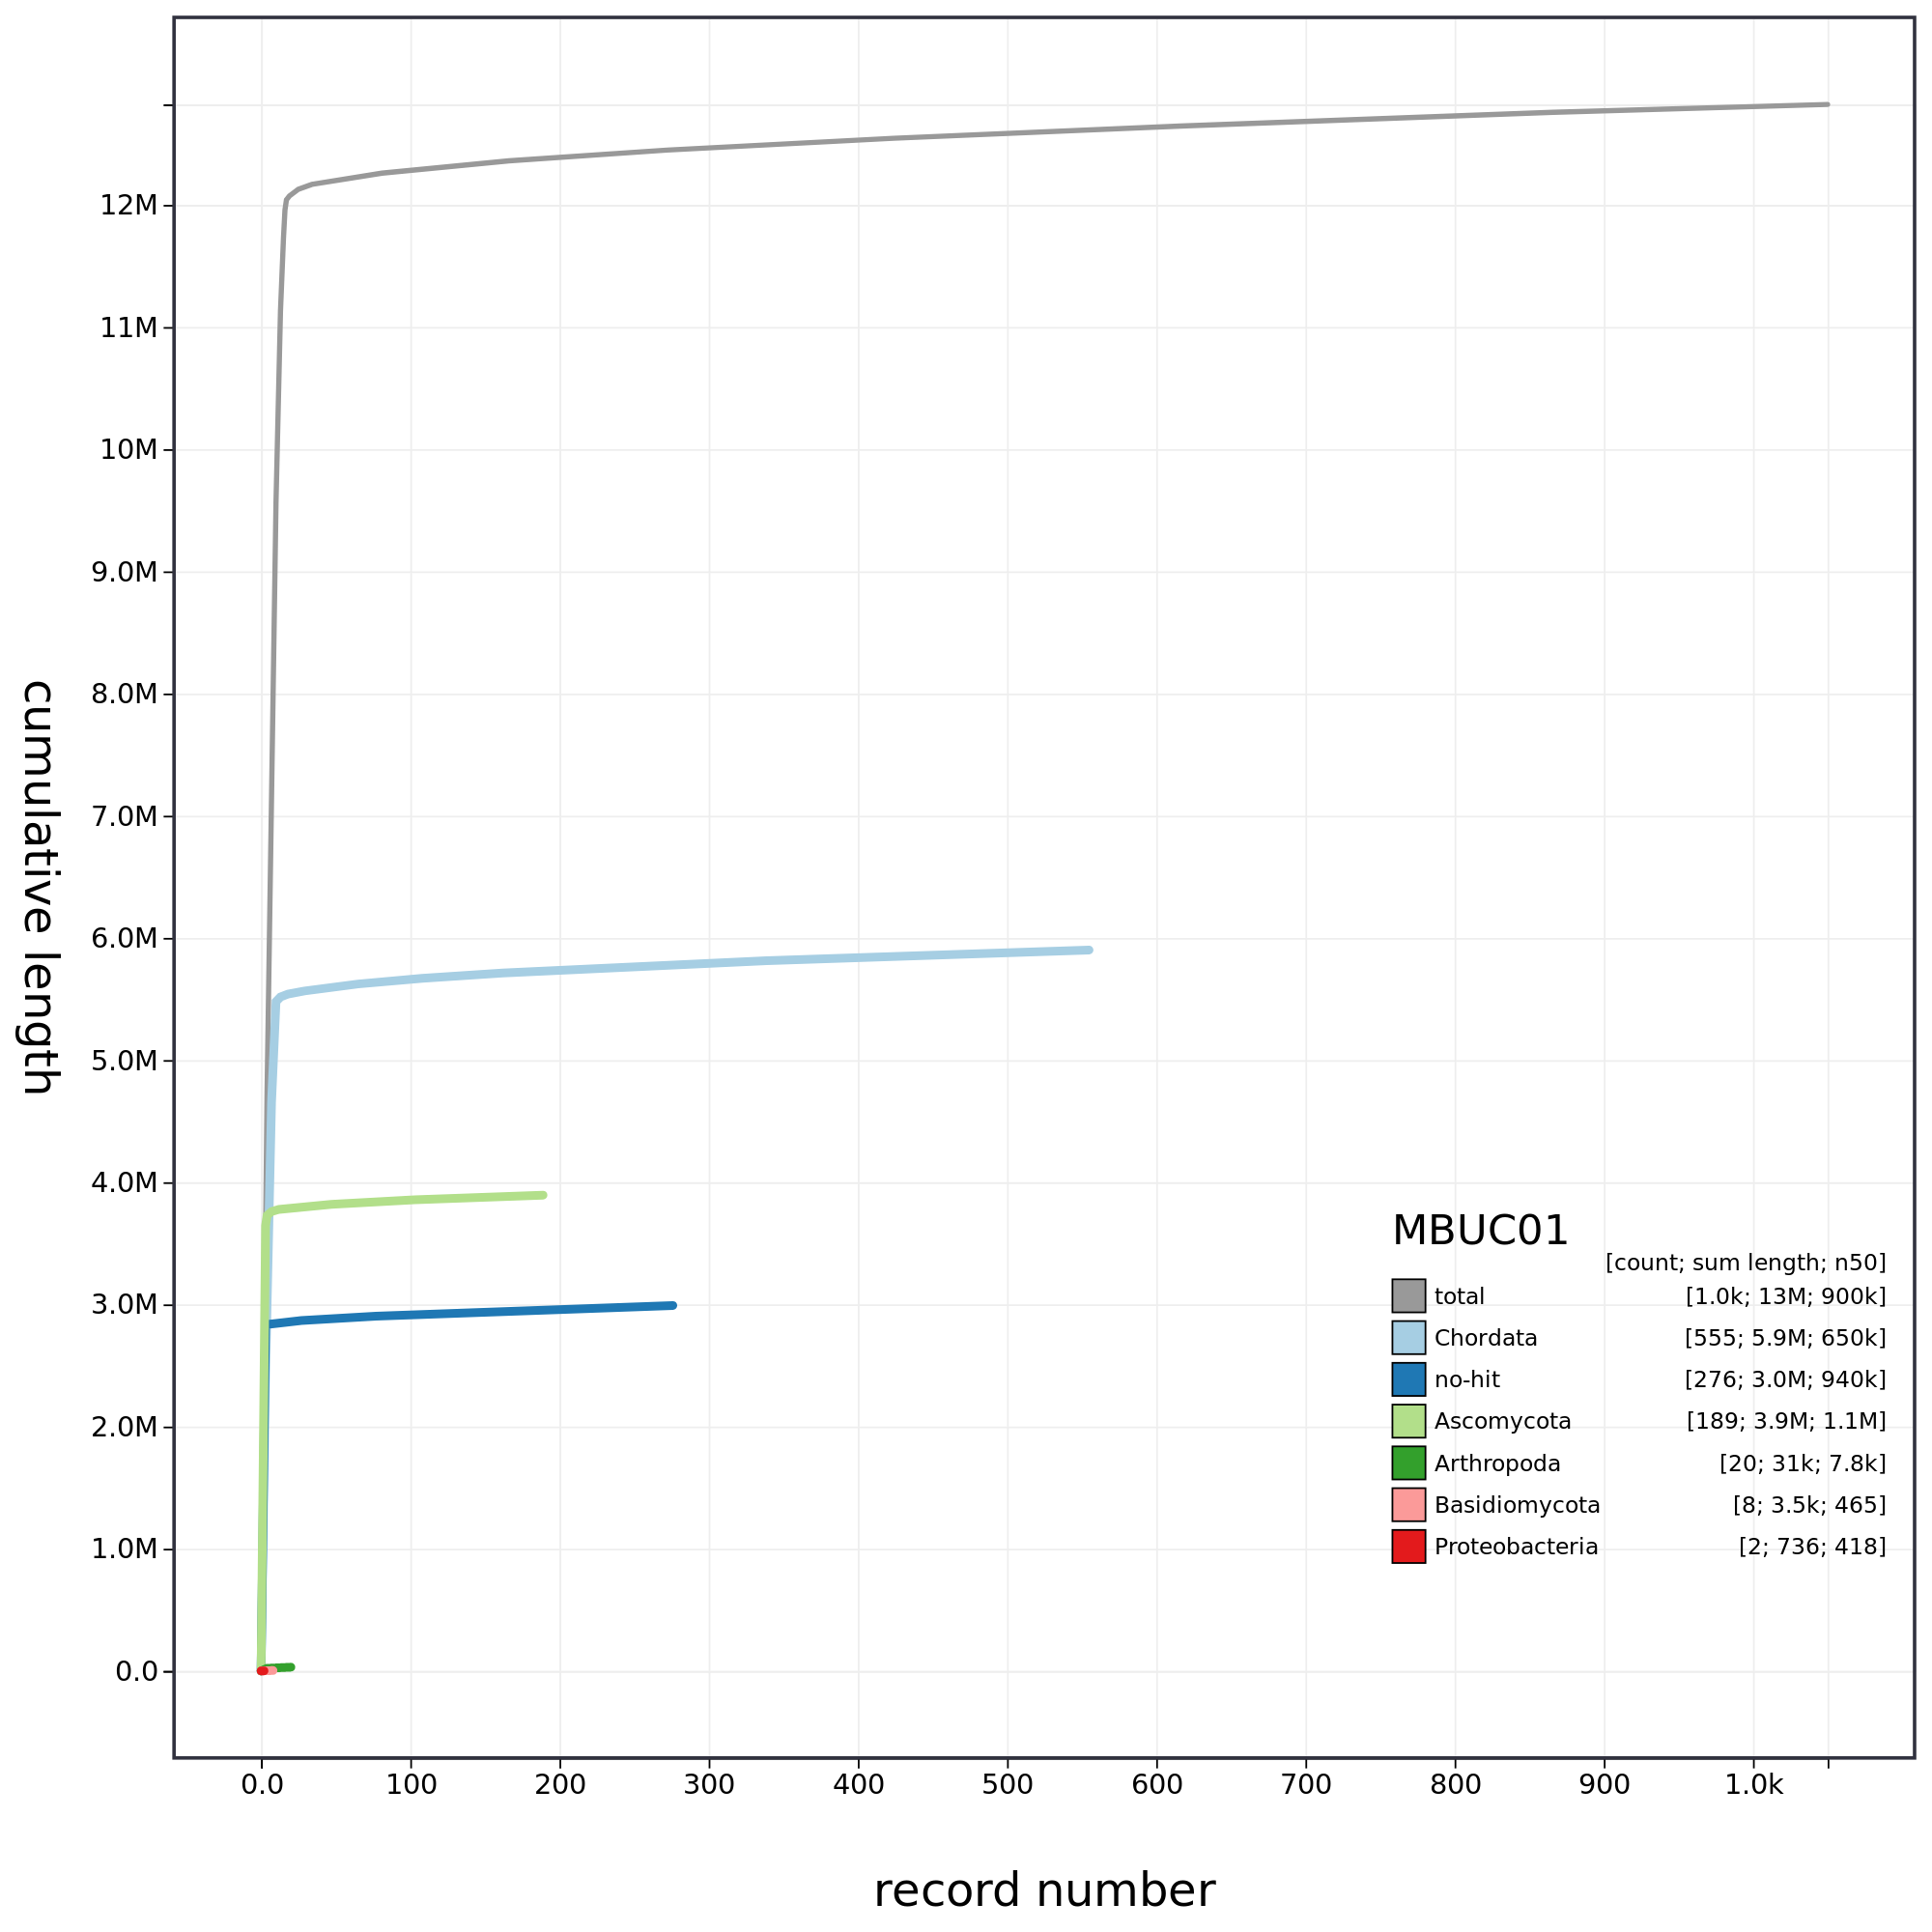 cumulative length
12M
11M
10M
9.0M
8.0M
7.0M
6.0M
5.0M
4.0M
3.0M
2.0M
1.0M
0.0
MBUC01
[count; sum length; n50]
total [1.0k; 13M; 900k]
Chordata [555; 5.9M; 650k]
no-hit [276; 3.0M; 940k]
Ascomycota [189; 3.9M; 1.1M]
Arthropoda [20; 31k; 7.8k]
Basidiomycota [8; 3.5k; 465]
Proteobacteria [2; 736; 418]
0.0 100 200 300 400 500 600 700 800 900 1.0k
record number